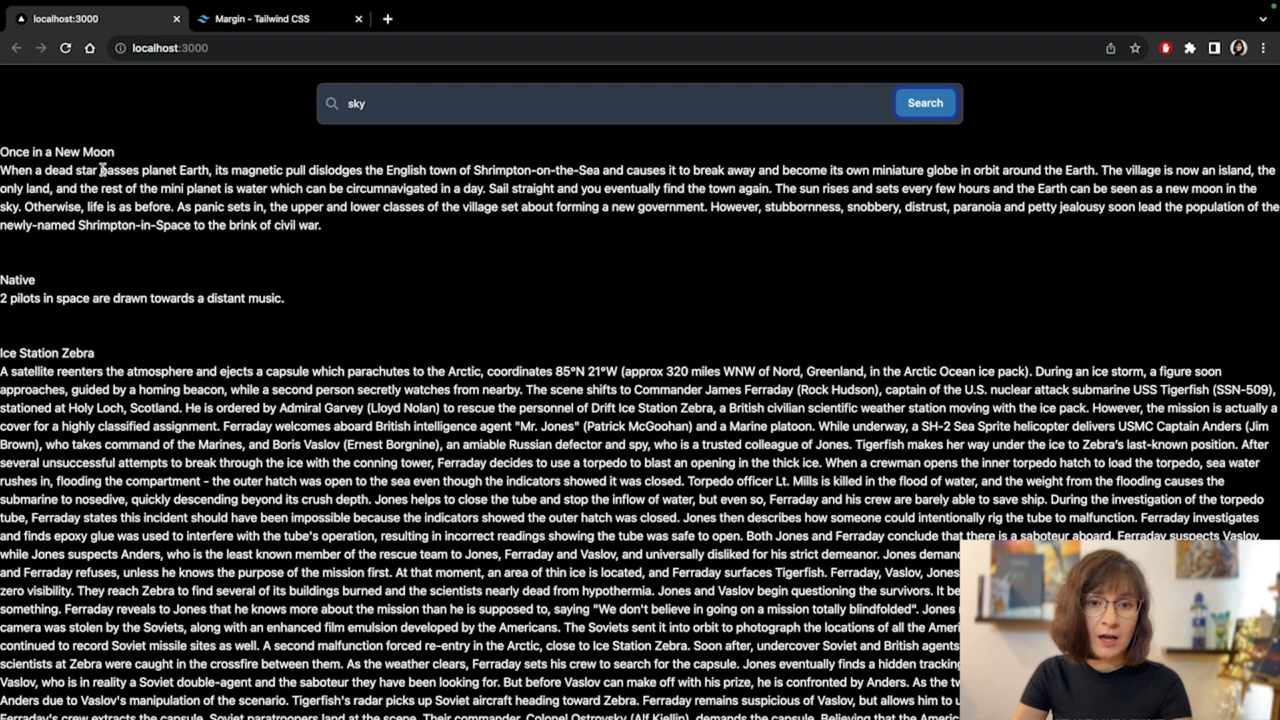 localhost:3000
Margin - Tailwind CSS
localhost:3000
sky
Search
Once in a New Moon
When a dead star passes planet Earth, its magnetic pull dislodges the English town of Shrimpton-on-the-Sea and causes it to break away and become its own miniature globe in orbit around the Earth. The village is now an island, the
only land, and the rest of the mini planet is water which can be circumnavigated in a day. Sail straight and you eventually find the town again. The sun rises and sets every few hours and the Earth can be seen as a new moon in the
sky. Otherwise, life is as before. As panic sets in, the upper and lower classes of the village set about forming a new government. However, stubbornness, snobbery, distrust, paranoia and petty jealousy soon lead the population of the
newly-named Shrimpton-in-Space to the brink of civil war.
Native
2 pilots in space are drawn towards a distant music.
Ice Station Zebra
A satellite reenters the atmosphere and ejects a capsule which parachutes to the Arctic, coordinates 85°N 21°W (approx 320 miles WNW of Nord, Greenland, in the Arctic Ocean ice pack). During an ice storm, a figure soon
approaches, guided by a homing beacon, while a second person secretly watches from nearby. The scene shifts to Commander James Ferraday (Rock Hudson), captain of the U.S. nuclear attack submarine USS Tigerfish (SSN-509),
stationed at Holy Loch, Scotland. He is ordered by Admiral Garvey (Lloyd Nolan) to rescue the personnel of Drift Ice Station Zebra, a British civilian scientific weather station moving with the ice pack. However, the mission is actually a
cover for a highly classified assignment. Ferraday welcomes aboard British intelligence agent "Mr. Jones" (Patrick McGoohan) and a Marine platoon. While underway, a SH-2 Sea Sprite helicopter delivers USMC Captain Anders (Jim
Brown), who takes command of the Marines, and Boris Vaslov (Ernest Borgnine), an amiable Russian defector and spy, who is a trusted colleague of Jones. Tigerfish makes her way under the ice to Zebra's last-known position. After
several unsuccessful attempts to break through the ice with the conning tower, Ferraday decides to use a torpedo to blast an opening in the thick ice. When a crewman opens the inner torpedo hatch to load the torpedo, sea water
rushes in, flooding the compartment - the outer hatch was open to the sea even though the indicators showed it was closed. Torpedo officer Lt. Mills is killed in the flood of water, and the weight from the flooding causes the
submarine to nosedive, quickly descending beyond its crush depth. Jones helps to close the tube and stop the inflow of water, but even so, Ferraday and his crew are barely able to save ship. During the investigation of the torpedo
tube, Ferraday states this incident should have been impossible because the indicators showed the outer hatch was closed. Jones then describes how someone could intentionally rig the tube to malfunction. Ferraday investigates
and finds epoxy glue was used to interfere with the tube's operation, resulting in incorrect readings showing the tube was safe to open. Both Jones and Ferraday conclude that there is a saboteur aboard. Ferraday suspects Vaslov,
while Jones suspects Anders, who is the least known member of the rescue team to Jones, Ferraday and Vaslov, and universally disliked for his strict demeanor. Jones
and Ferraday refuses, unless he knows the purpose of the mission first. At that moment, an area of thin ice is located, and Ferraday surfaces Tigerfish. Ferraday, Vaslov, Jones
zero visibility. They reach Zebra to find several of its buildings burned and the scientists nearly dead from hypothermia. Jones and Vaslov begin questioning the survivors. It
something. Ferraday reveals to Jones that he knows more about the mission than he is supposed to, saying "We don't believe in going on a mission totally blindfolded". Jones
camera was stolen by the Soviets, along with an enhanced film emulsion developed by the Americans. The Soviets sent it into orbit to photograph the locations of all the
continued to record Soviet missile sites as well. A second malfunction forced re-entry in the Arctic, close to Ice Station Zebra. Soon after, undercover Soviet and British agents
scientists at Zebra were caught in the crossfire between them. As the weather clears, Ferraday sets his crew to search for the capsule. Jones eventually finds a hidden tracking
Vaslov, who is in reality a Soviet double-agent and the saboteur they have been looking for. But before Vaslov can make off with his prize, he is confronted by Anders. As the
Anders due to Vaslov's manipulation of the scenario. Tigerfish's radar picks up Soviet aircraft heading toward Zebra. Ferraday remains suspicious of Vaslov, but allows him to
Ferraday's crew extracts the capsule, Soviet paratroopers land at the scene. Their commander, Colonel Ostrovsky (Alf Kjellin), demands the capsule. Believing that the